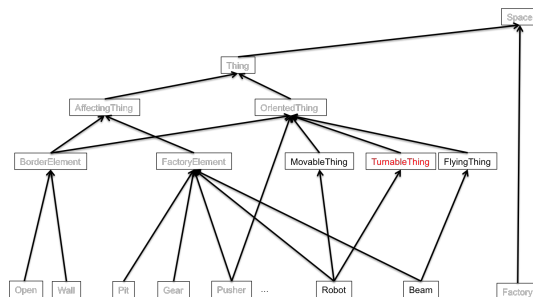 Space
Thing
AffectingThing
OrientedThing
BorderElement
FactoryElement
MovableThing
TurnableThing
FlyingThing
Open
Wall
Pit
Gear
Pusher
...
Robot
Beam
Factory